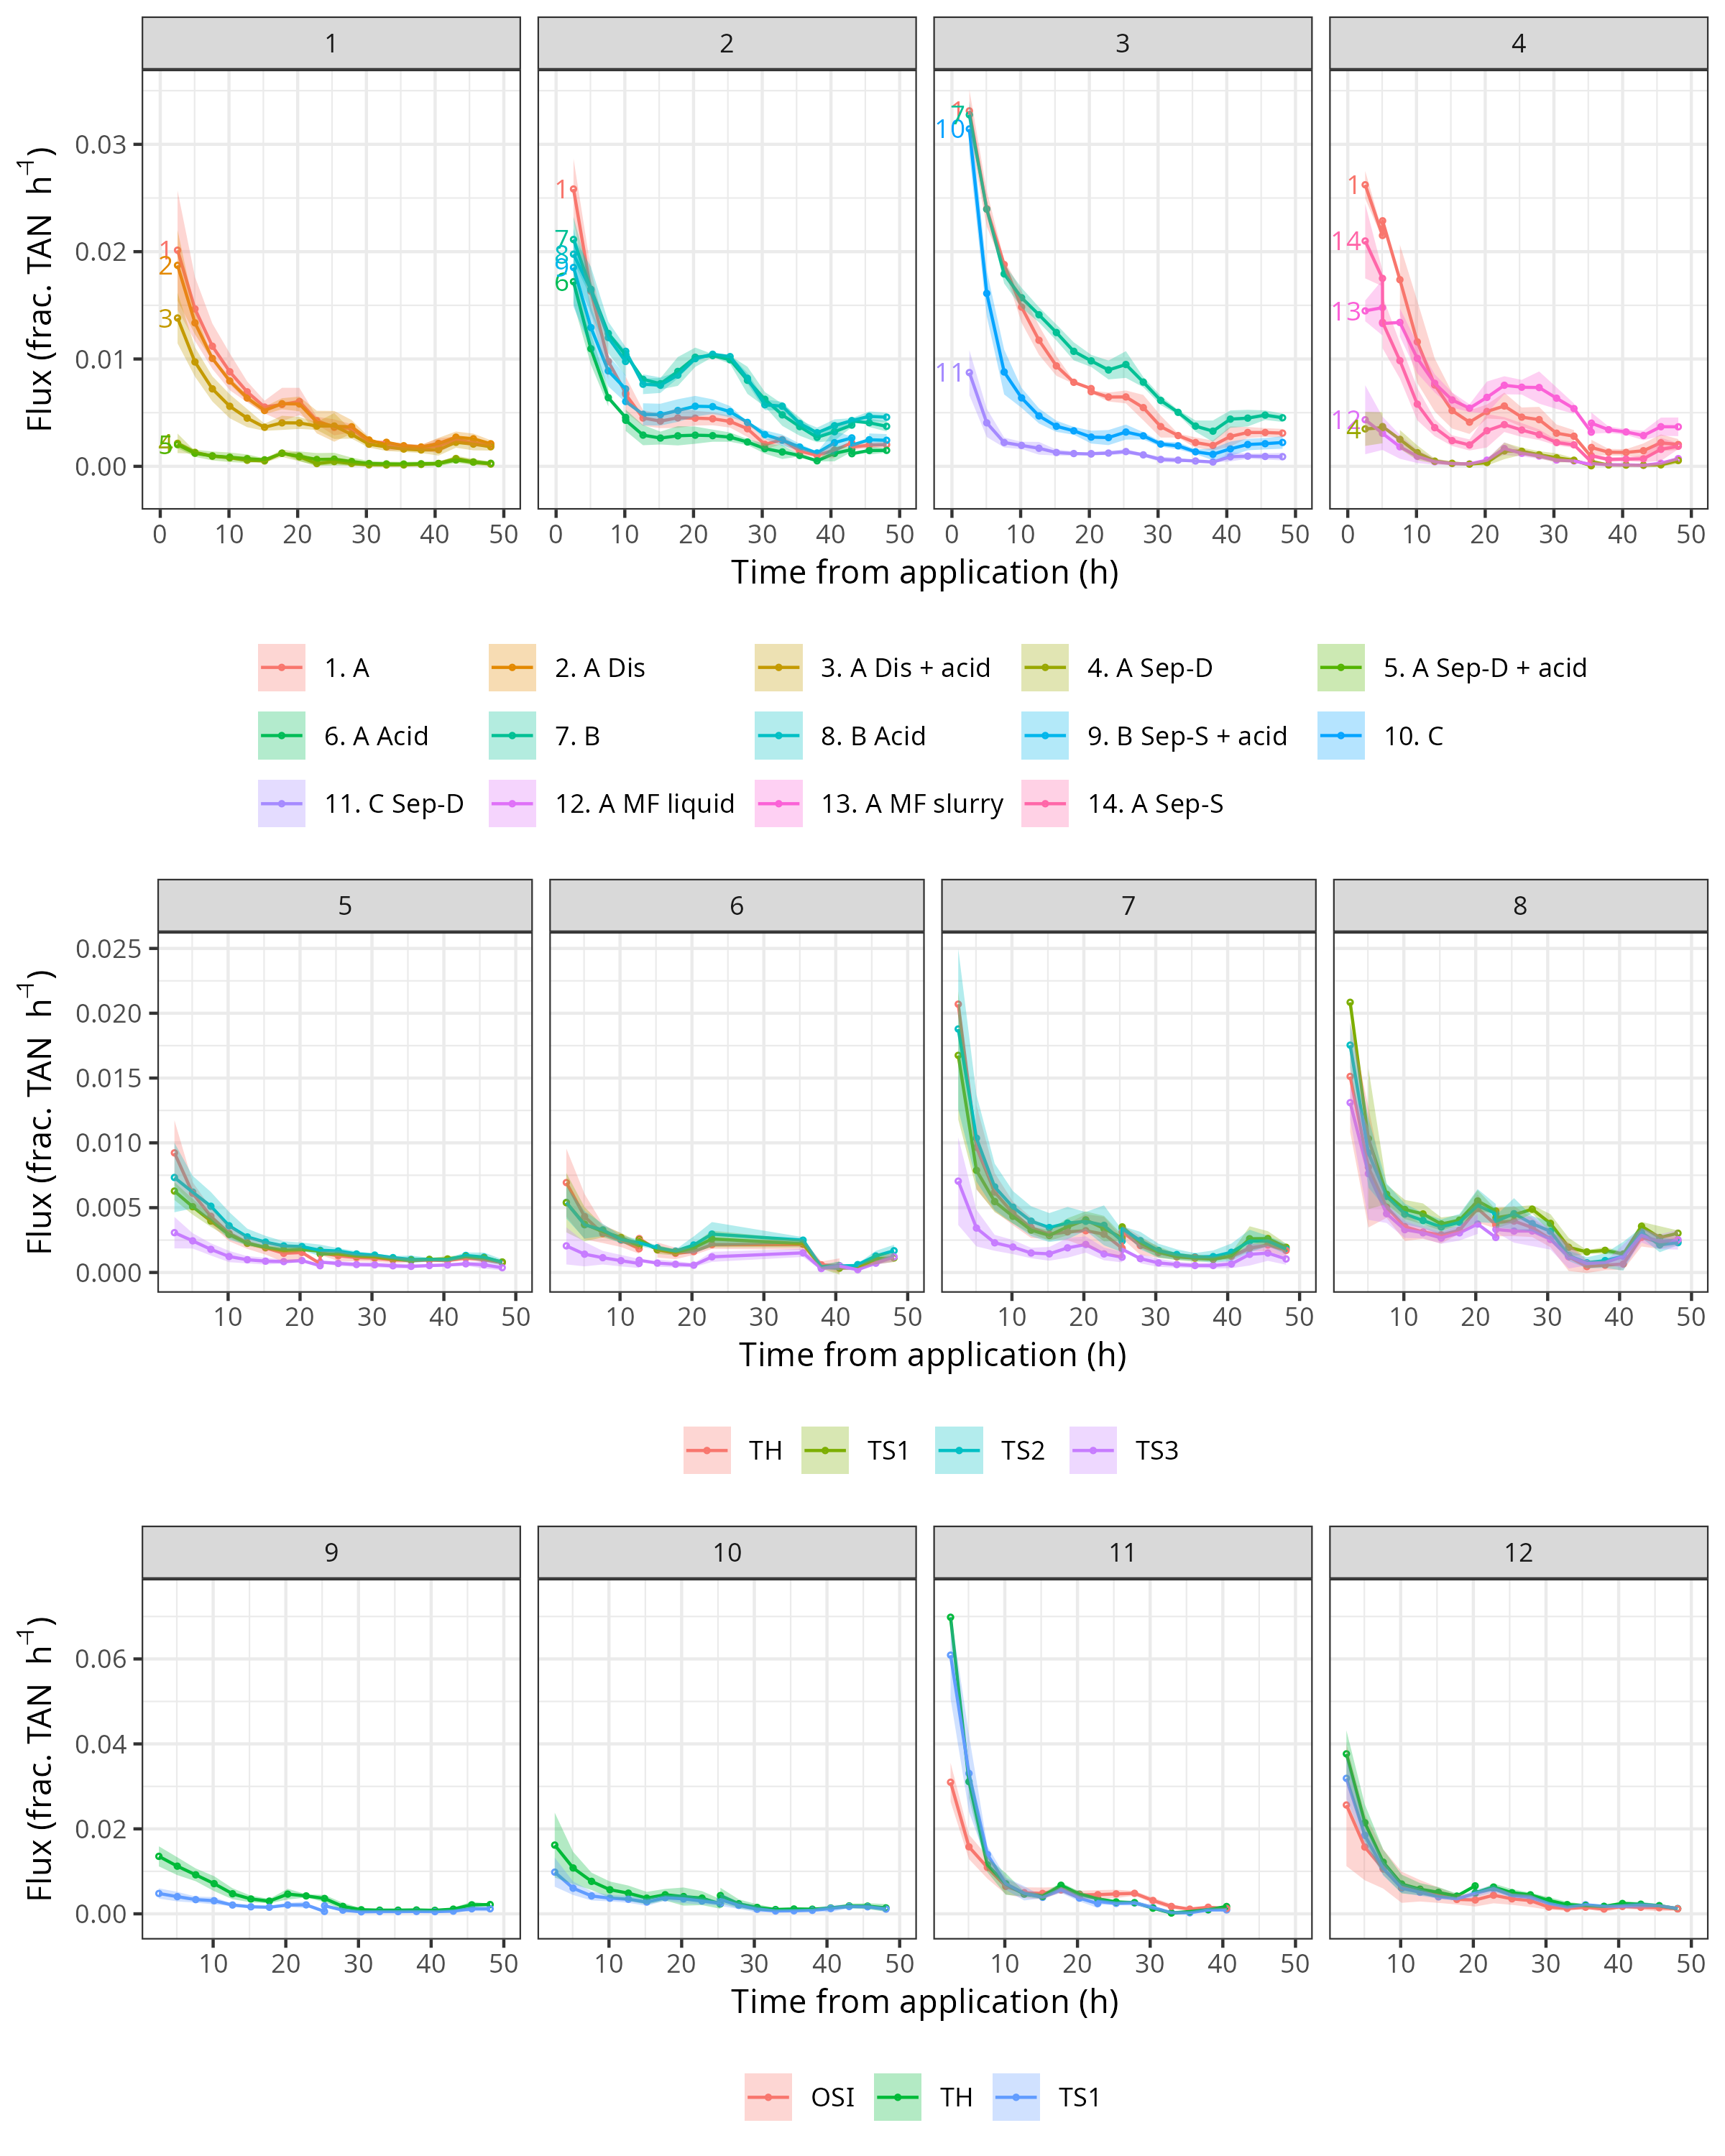 1 2 3 4
0.03
0.02
0.01
0.00
Flux (frac. TAN h⁻¹)
1
2
3
4
5
1
7
8
9
6
1
7
10
11
1
14
13
12
4
0 10 20 30 40 50 0 10 20 30 40 50 0 10 20 30 40 50 0 10 20 30 40 50
Time from application (h)
1. A 2. A Dis 3. A Dis + acid 4. A Sep-D 5. A Sep-D + acid
6. A Acid 7. B 8. B Acid 9. B Sep-S + acid 10. C
11. C Sep-D 12. A MF liquid 13. A MF slurry 14. A Sep-S
5 6 7 8
0.025
0.020
0.015
0.010
0.005
0.000
Flux (frac. TAN h⁻¹)
10 20 30 40 50 10 20 30 40 50 10 20 30 40 50 10 20 30 40 50
Time from application (h)
TH TS1 TS2 TS3
9 10 11 12
0.06
0.04
0.02
0.00
Flux (frac. TAN h⁻¹)
10 20 30 40 50 10 20 30 40 50 10 20 30 40 50 10 20 30 40 50
Time from application (h)
OSI TH TS1